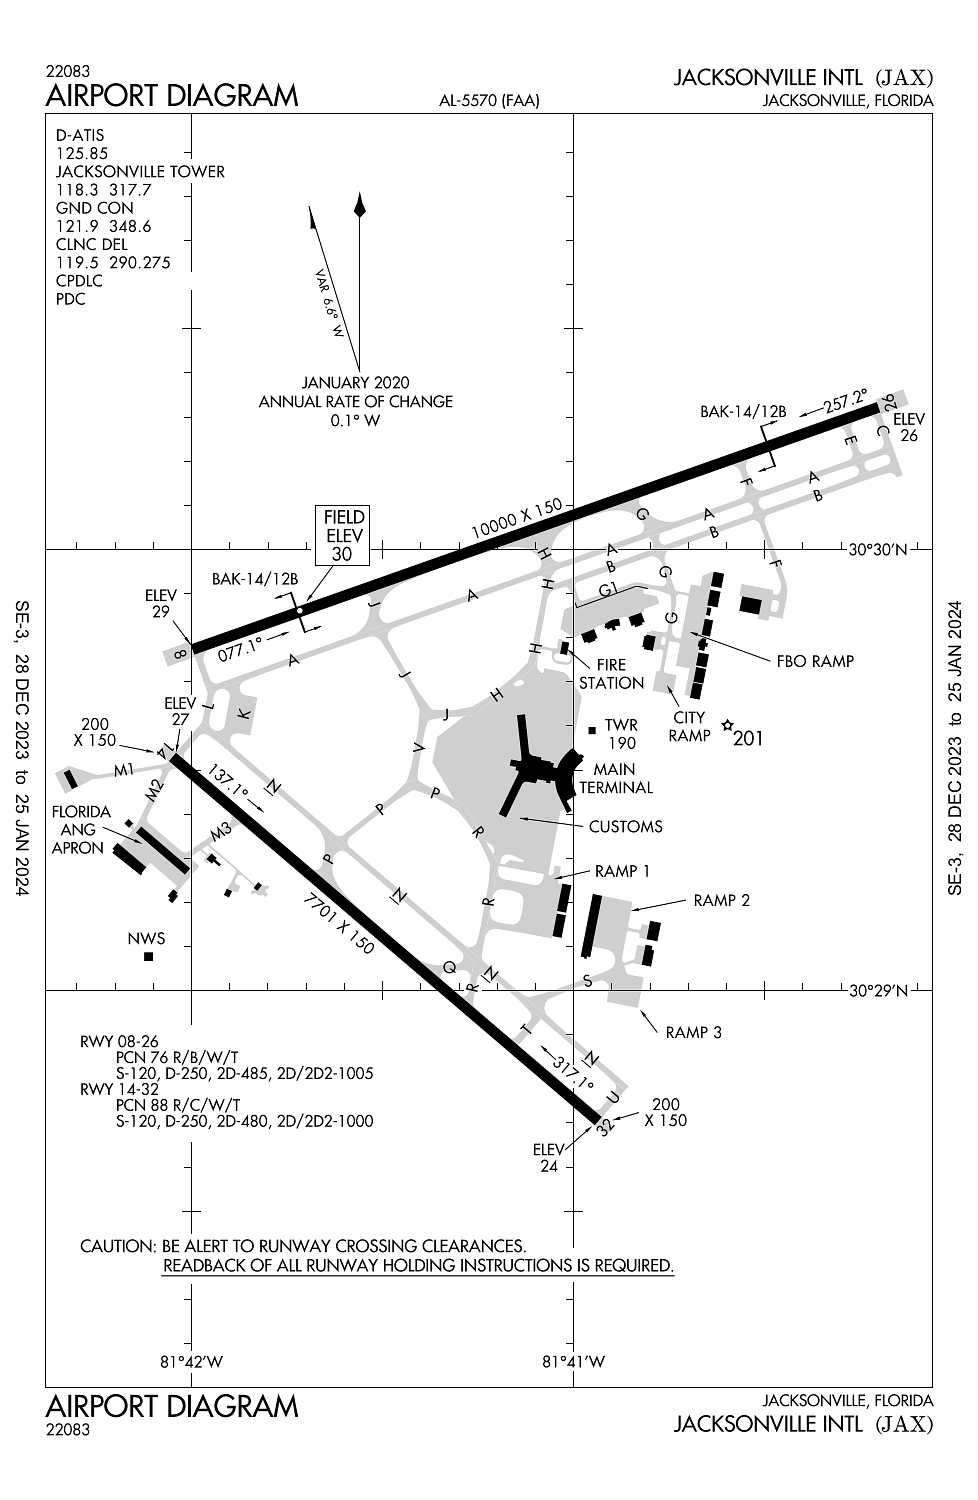 22083
AIRPORT DIAGRAM
AL-5570 (FAA)
JACKSONVILLE INTL (JAX)
JACKSONVILLE, FLORIDA
D-ATIS
125.85
JACKSONVILLE TOWER
118.3 317.7
GND CON
121.9 348.6
CLNC DEL
119.5 290.275
CPDLC
PDC
VAR 6.6° W
JANUARY 2020
ANNUAL RATE OF CHANGE
0.1° W
BAK-14/12B
257.2°
26
ELEV
26
C
E
F
A
B
10000 X 150
G
A
B
FIELD
ELEV
30
30°30'N
H
A
B
G
F
BAK-14/12B
H
G1
ELEV
29
J
A
G
077.1°
8
A
H
FBO RAMP
FIRE
STATION
J
H
L
K
ELEV
27
J
CITY
RAMP
201
TWR
190
200
X 150
14
V
M1
137.1°
MAIN
TERMINAL
M2
N
P
P
FLORIDA
ANG
APRON
M3
R
CUSTOMS
P
RAMP 1
N
R
RAMP 2
7701 X 150
NWS
Q
N
R
S
30°29'N
T
RAMP 3
RWY 08-26
PCN 76 R/B/W/T
S-120, D-250, 2D-485, 2D/2D2-1005
RWY 14-32
PCN 88 R/C/W/T
S-120, D-250, 2D-480, 2D/2D2-1000
N
317.1°
U
200
X 150
32
ELEV
24
CAUTION: BE ALERT TO RUNWAY CROSSING CLEARANCES.
READBACK OF ALL RUNWAY HOLDING INSTRUCTIONS IS REQUIRED.
81°42'W
81°41'W
AIRPORT DIAGRAM
22083
JACKSONVILLE, FLORIDA
JACKSONVILLE INTL (JAX)
SE-3, 28 DEC 2023 to 25 JAN 2024
SE-3, 28 DEC 2023 to 25 JAN 2024